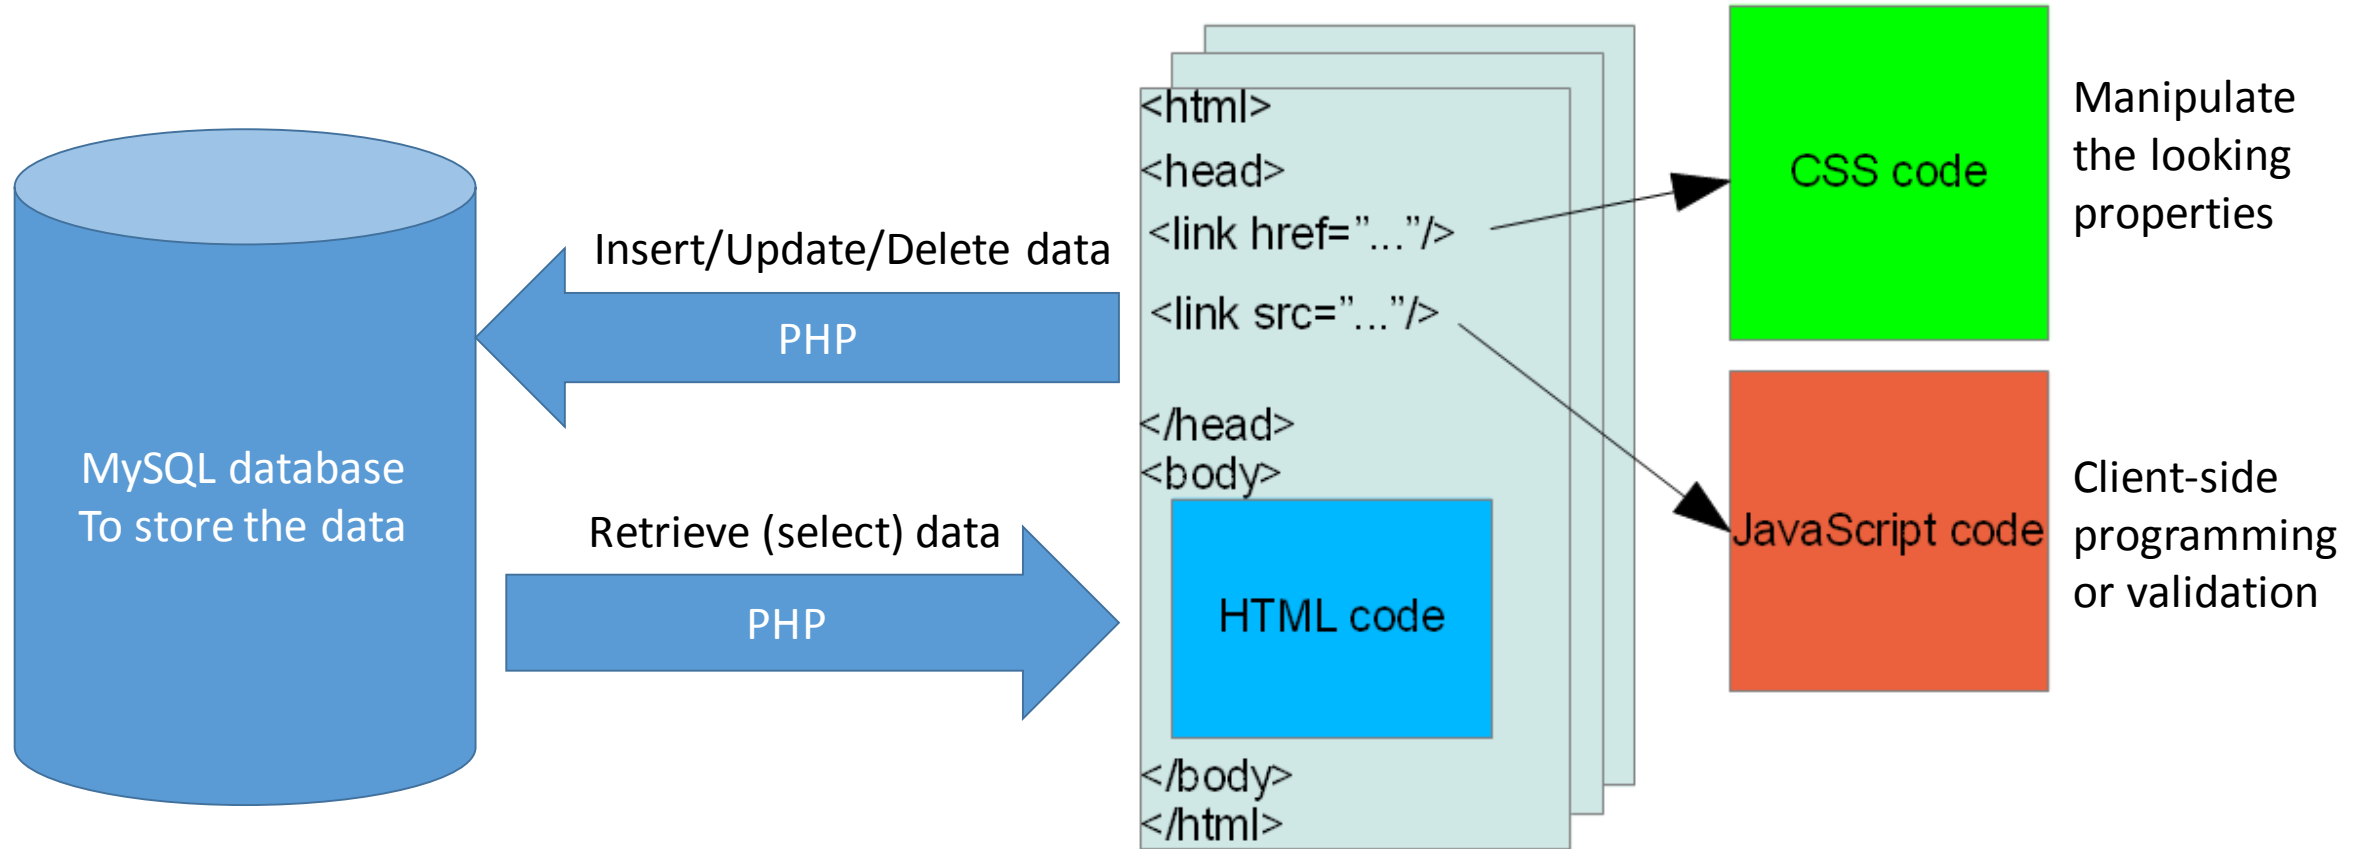 MySQL database
To store the data
Insert/Update/Delete data
PHP
Retrieve (select) data
PHP
<html>
<head>
<link href=”...”/>
<link src=”...”/>
</head>
<body>
HTML code
</body>
</html>
CSS code
Manipulate
the looking
properties
JavaScript code
Client-side
programming
or validation